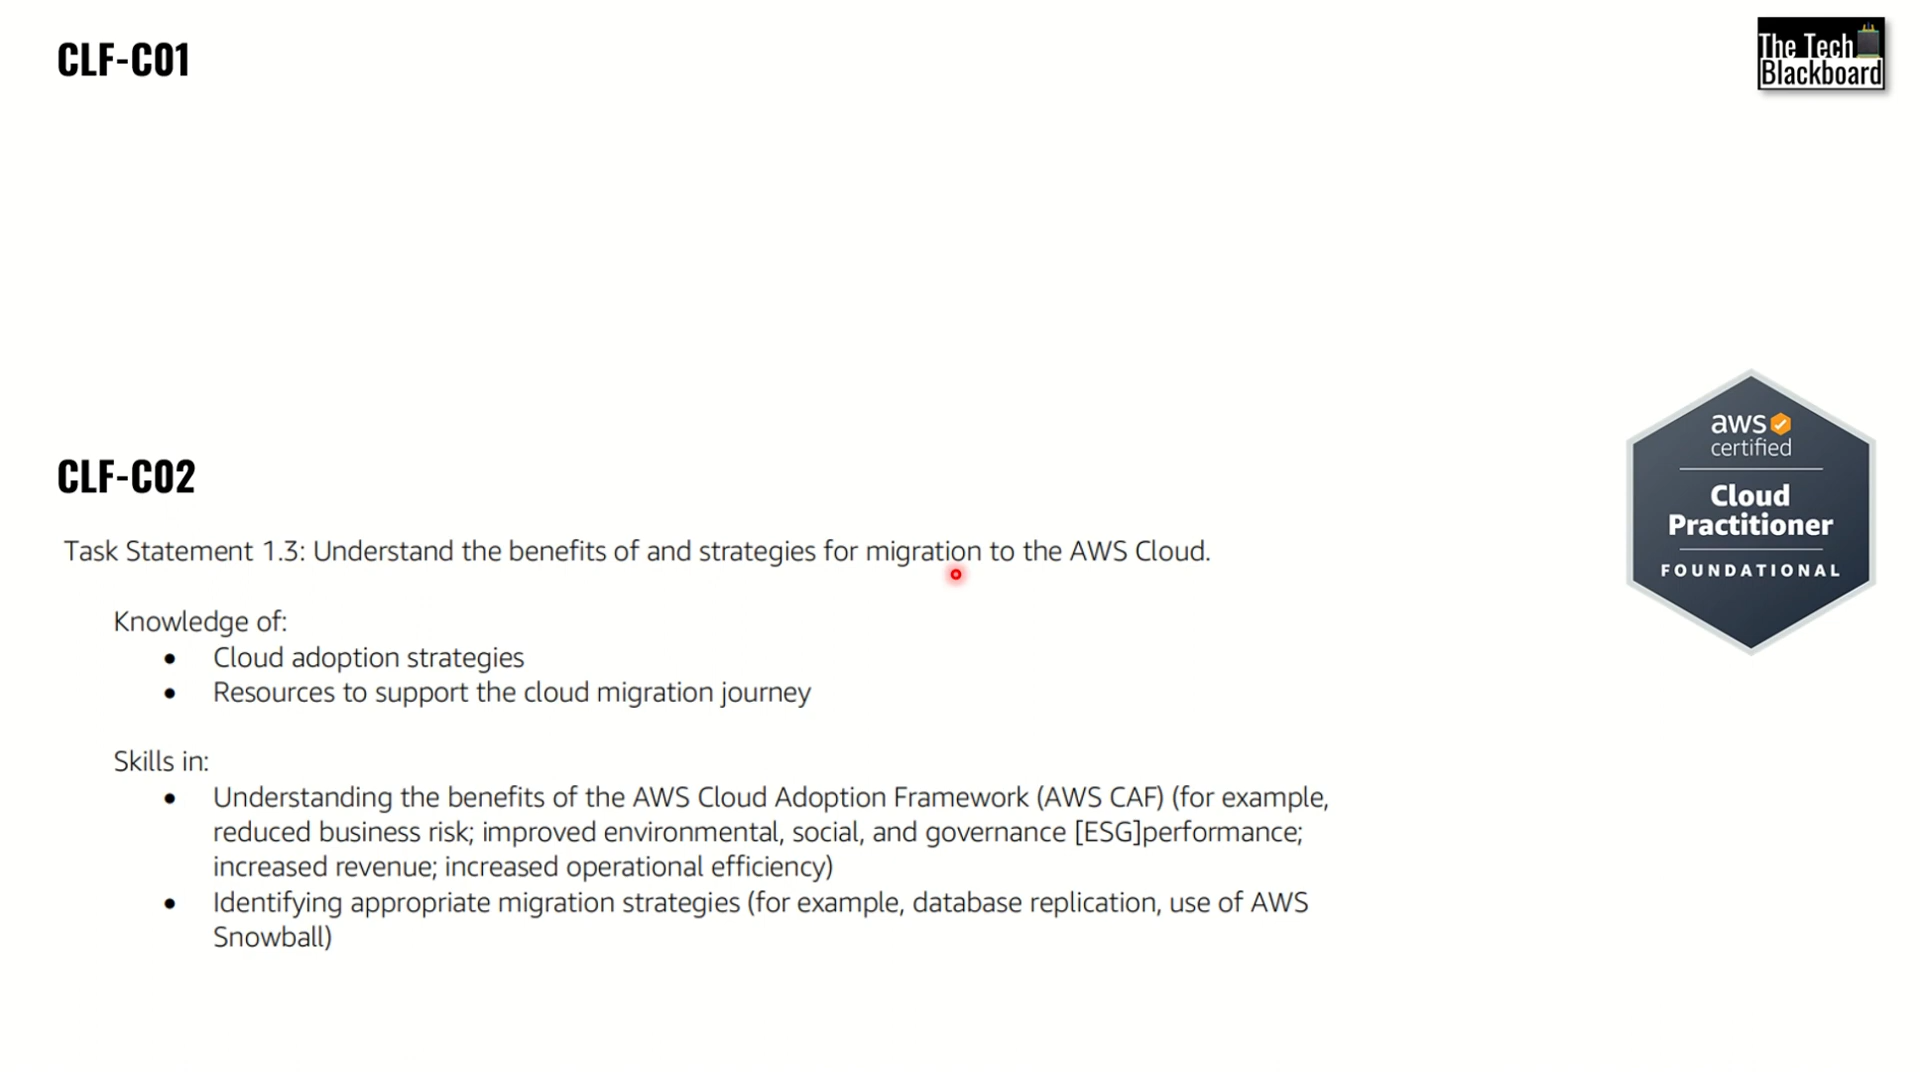 CLF-C01
The Tech
Blackboard
CLF-C02
Task Statement 1.3: Understand the benefits of and strategies for migration to the AWS Cloud.
Knowledge of:
• Cloud adoption strategies
• Resources to support the cloud migration journey
Skills in:
• Understanding the benefits of the AWS Cloud Adoption Framework (AWS CAF) (for example,
reduced business risk; improved environmental, social, and governance [ESG]performance;
increased revenue; increased operational efficiency)
• Identifying appropriate migration strategies (for example, database replication, use of AWS
Snowball)
aws
certified
Cloud
Practitioner
FOUNDATIONAL